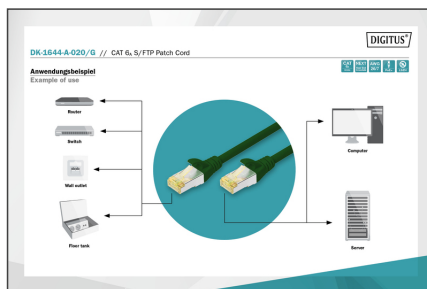 DIGITUS®
DK-1644-A-020/G // CAT 6A S/FTP Patch Cord
Anwendungsbeispiel
Example of use
Router
Switch
Wall outlet
Floor tank
Computer
Server